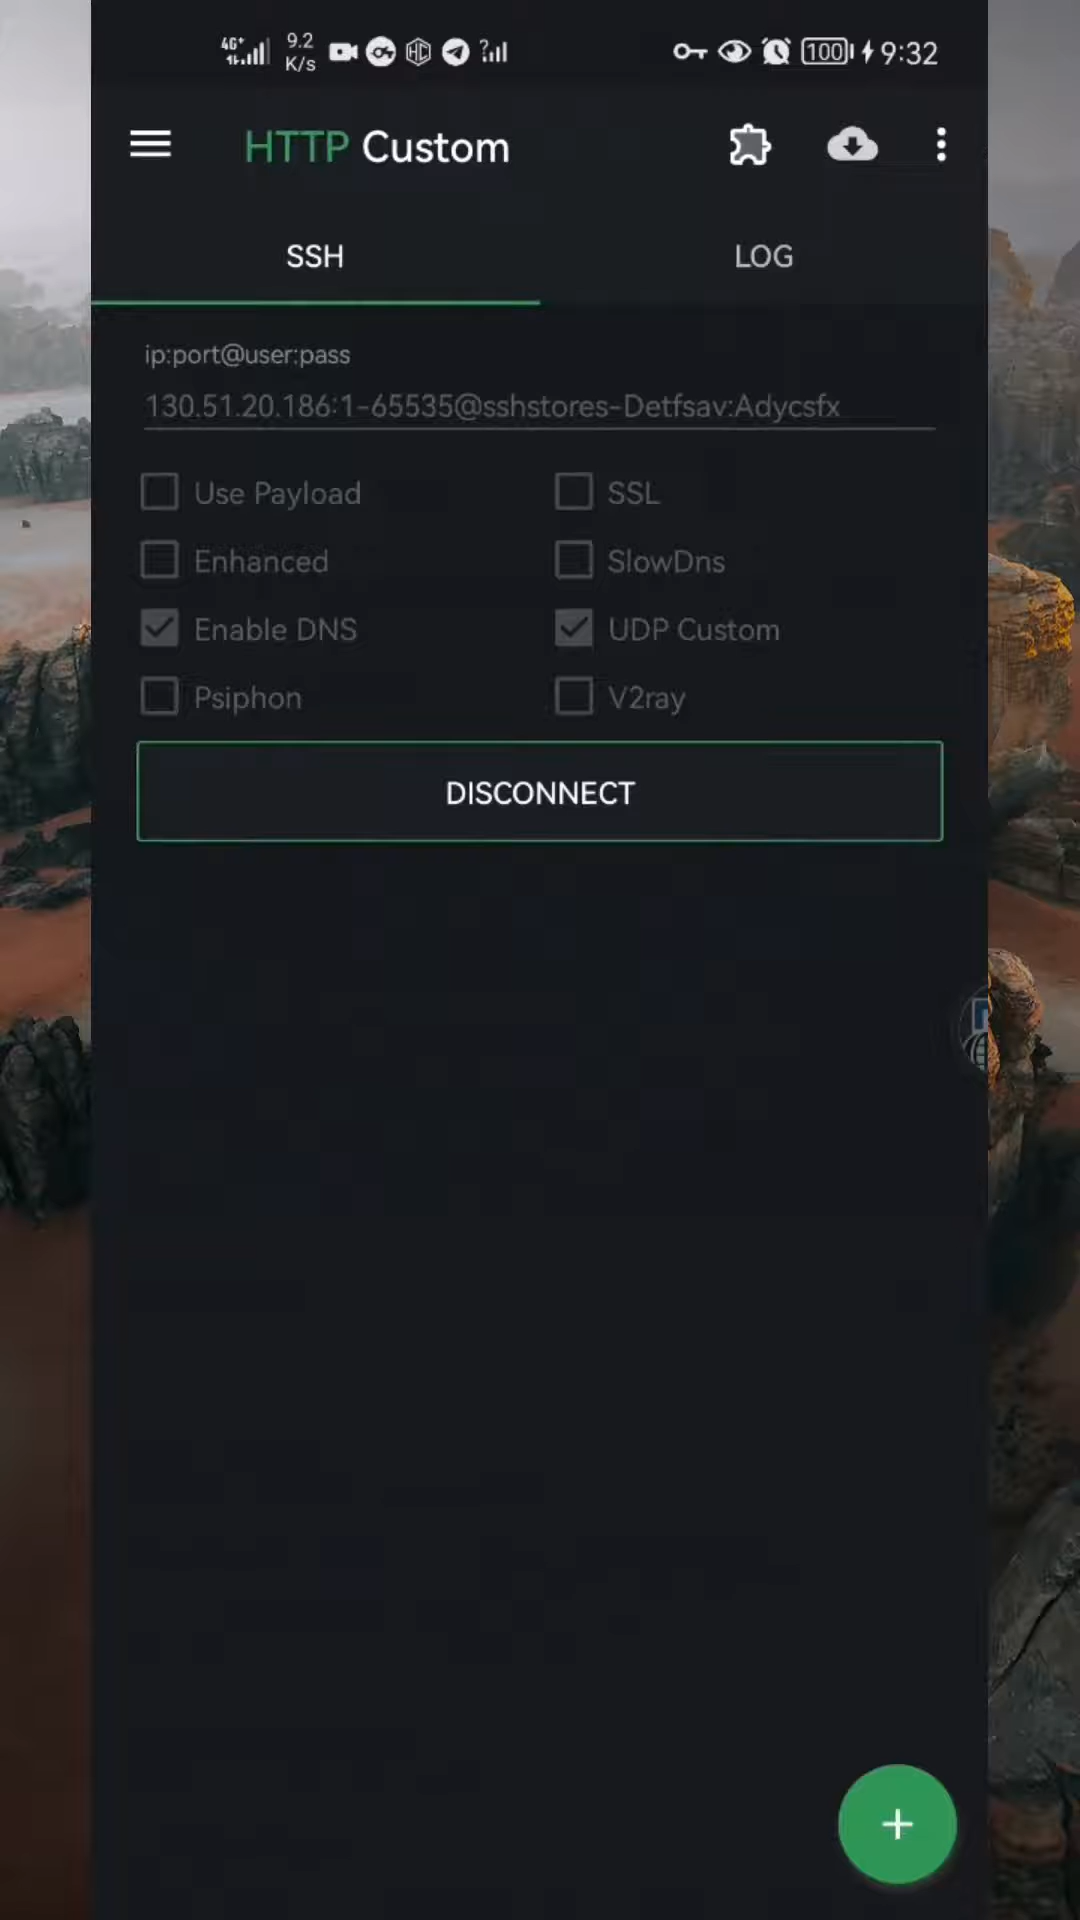 4G+ 9.2 K/s ? 100 9:32
HTTP Custom
SSH LOG
ip:port@user:pass
130.51.20.186:1-65535@sshstores-Detfsav:Adycsfx
Use Payload SSL
Enhanced SlowDns
Enable DNS UDP Custom
Psiphon V2ray
DISCONNECT
+